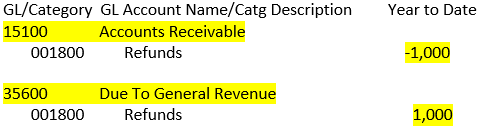 GL/Category GL Account Name/Catg Description Year to Date
15100 Accounts Receivable
001800 Refunds -1,000
35600 Due To General Revenue
001800 Refunds 1,000